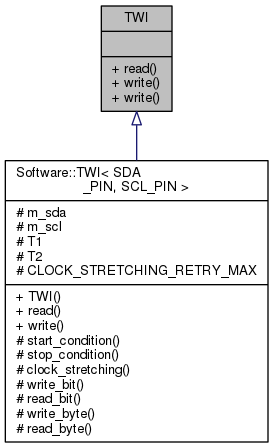 TWI
+ read()
+ write()
+ write()
Software::TWI< SDA
_PIN, SCL_PIN >
# m_sda
# m_scl
# T1
# T2
# CLOCK_STRETCHING_RETRY_MAX
+ TWI()
+ read()
+ write()
# start_condition()
# stop_condition()
# clock_stretching()
# write_bit()
# read_bit()
# write_byte()
# read_byte()